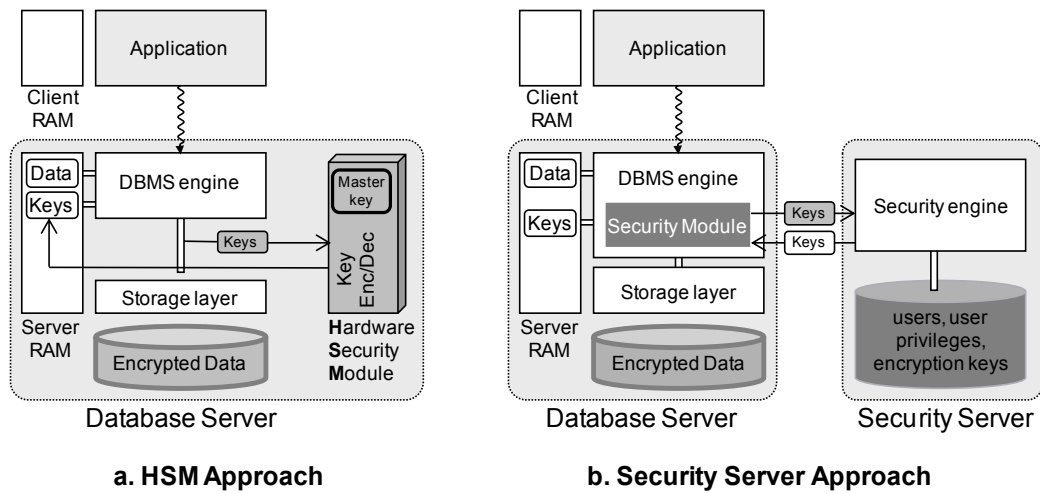 Application
Client
RAM
Data
Keys
DBMS engine
Master
key
Keys
Key
Enc/Dec
Storage layer
Server
RAM
Encrypted Data
Hardware
Security
Module
Database Server
a. HSM Approach
Application
Client
RAM
Data
Keys
DBMS engine
Security Module
Keys
Keys
Security engine
Storage layer
Server
RAM
Encrypted Data
users, user
privileges,
encryption keys
Database Server
Security Server
b. Security Server Approach